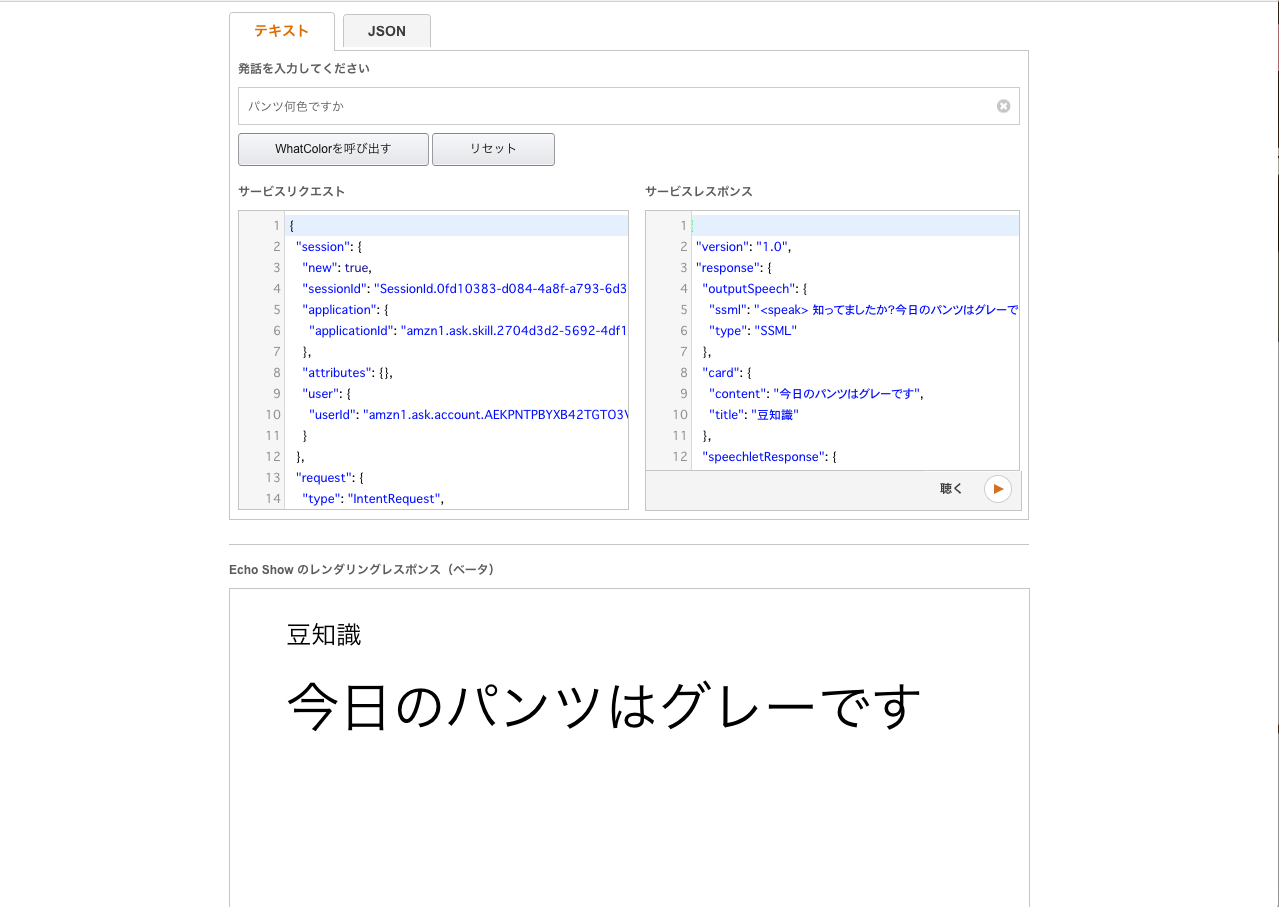 テキスト
JSON
発話を入力してください
パンツ何色ですか
WhatColorを呼び出す
リセット
サービスリクエスト
1 {
2 "session": {
3 "new": true,
4 "sessionId": "SessionId.0fd10383-d084-4a8f-a793-6d3
5 "application": {
6 "applicationId": "amzn1.ask.skill.2704d3d2-5692-4df1
7 },
8 "attributes": {},
9 "user": {
10 "userId": "amzn1.ask.account.AEKPNTPBYXB42TGTO3V
11 }
12 },
13 "request": {
14 "type": "IntentRequest",
サービスレスポンス
1 {
2 "version": "1.0",
3 "response": {
4 "outputSpeech": {
5 "ssml": "<speak> 知ってましたか?今日のパンツはグレーで
6 "type": "SSML"
7 },
8 "card": {
9 "content": "今日のパンツはグレーです",
10 "title": "豆知識"
11 },
12 "speechletResponse": {
聴く
Echo Show のレンダリングレスポンス（ベータ）
豆知識
今日のパンツはグレーです